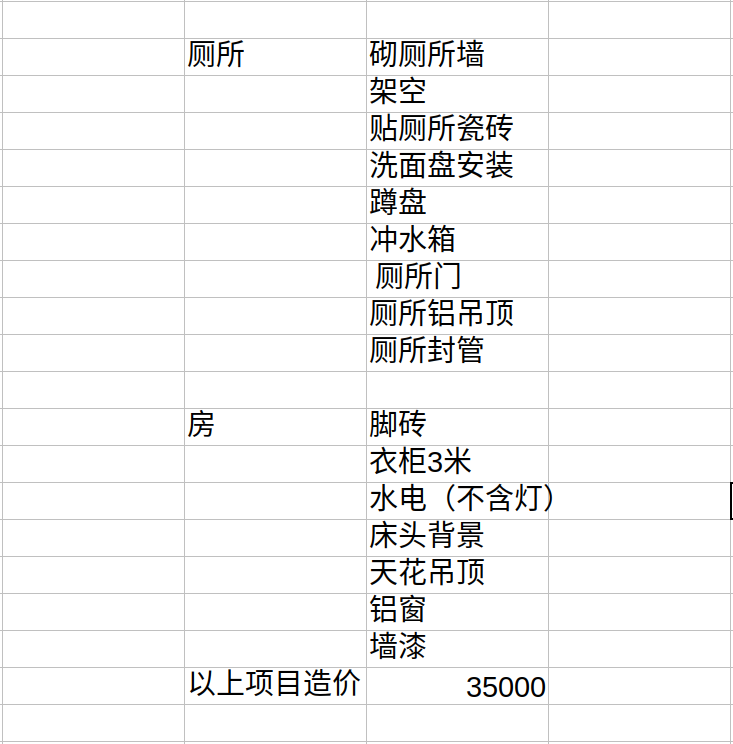 厕所 砌厕所墙
架空
贴厕所瓷砖
洗面盘安装
蹲盘
冲水箱
厕所门
厕所铝吊顶
厕所封管
房 脚砖
衣柜3米
水电（不含灯）
床头背景
天花吊顶
铝窗
墙漆
以上项目造价 35000